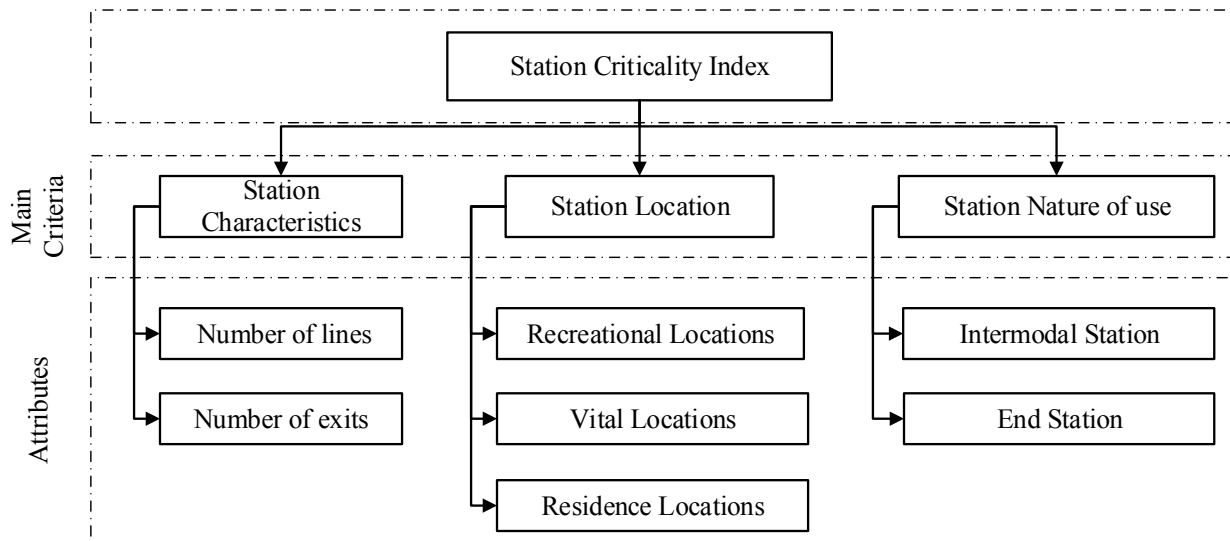 Station Criticality Index
Main
Criteria
Station
Characteristics
Station Location
Station Nature of use
Attributes
Number of lines
Recreational Locations
Intermodal Station
Number of exits
Vital Locations
End Station
Residence Locations